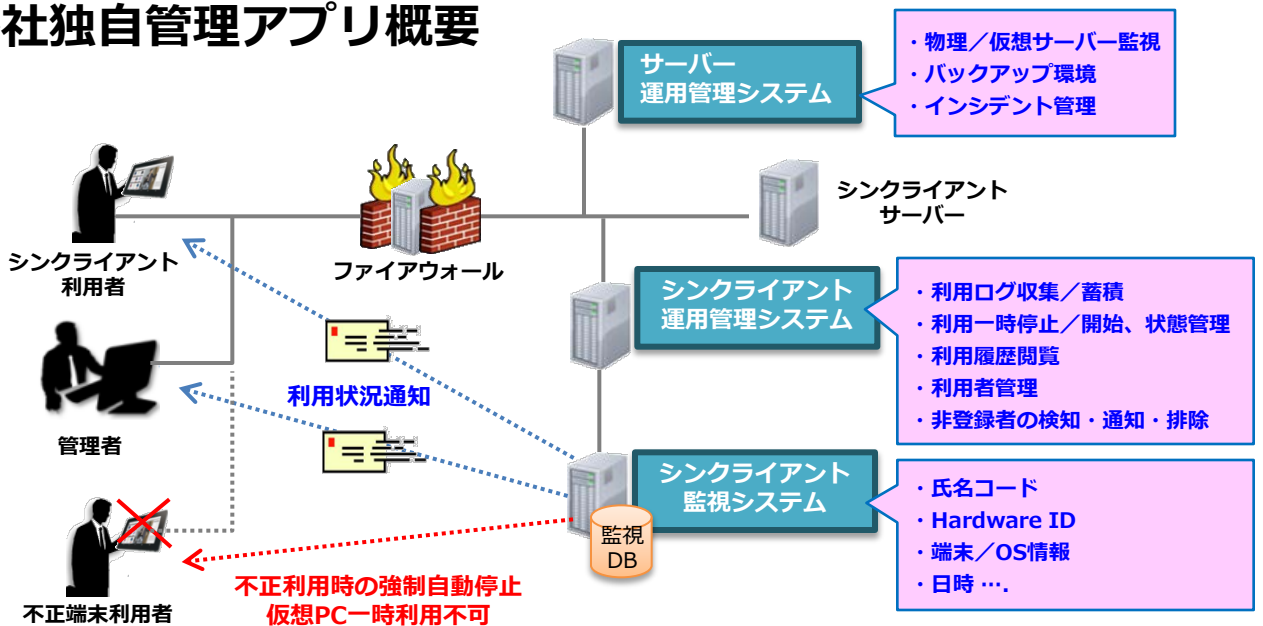 社独自管理アプリ概要
サーバー
運用管理システム
・物理／仮想サーバー監視
・バックアップ環境
・インシデント管理
シンクライアント
サーバー
シンクライアント
利用者
ファイアウォール
シンクライアント
運用管理システム
・利用ログ収集／蓄積
・利用一時停止／開始、状態管理
・利用履歴閲覧
・利用者管理
・非登録者の検知・通知・排除
利用状況通知
管理者
シンクライアント
監視システム
監視
DB
・氏名コード
・Hardware ID
・端末／OS情報
・日時 ….
不正利用時の強制自動停止
仮想PC一時利用不可
不正端末利用者